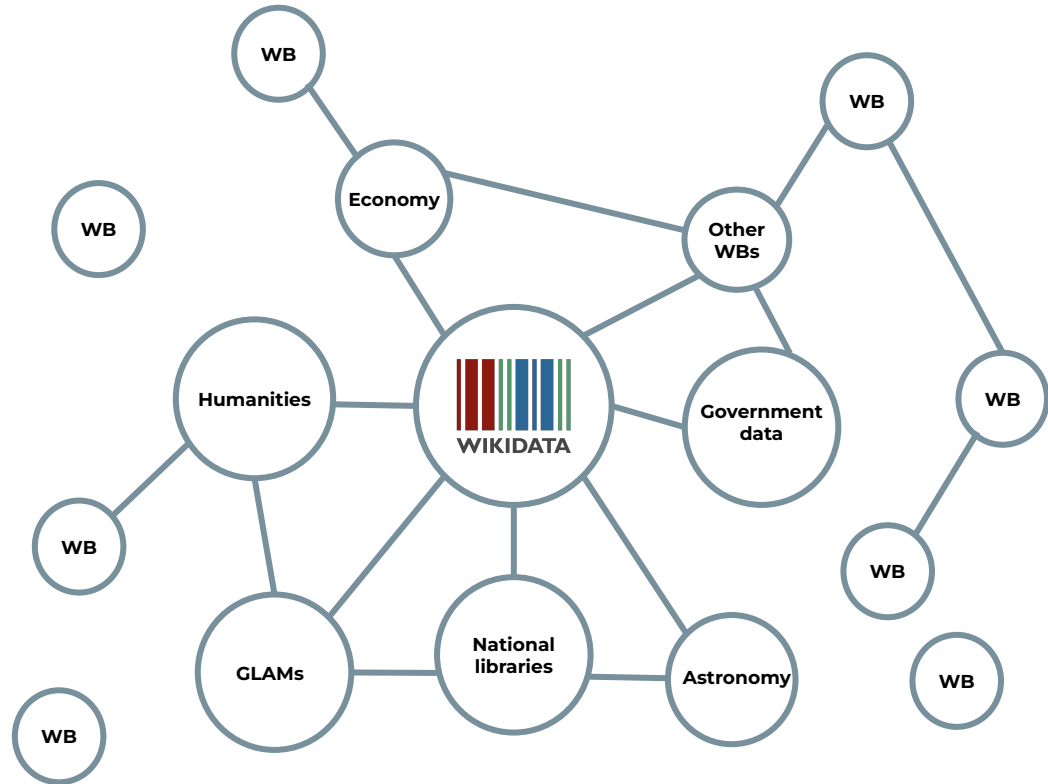 WB
WB
Economy
WB
Other
WBs
Humanities
WIKIDATA
Government
data
WB
WB
WB
National
libraries
GLAMs
Astronomy
WB
WB